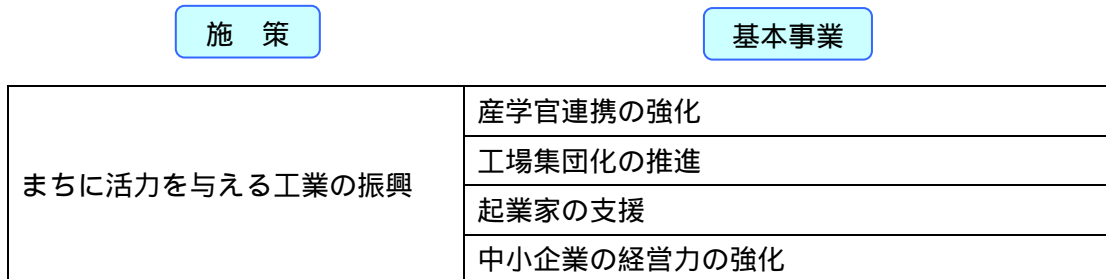 施　策
基本事業
まちに活力を与える工業の振興
産学官連携の強化
工場集団化の推進
起業家の支援
中小企業の経営力の強化